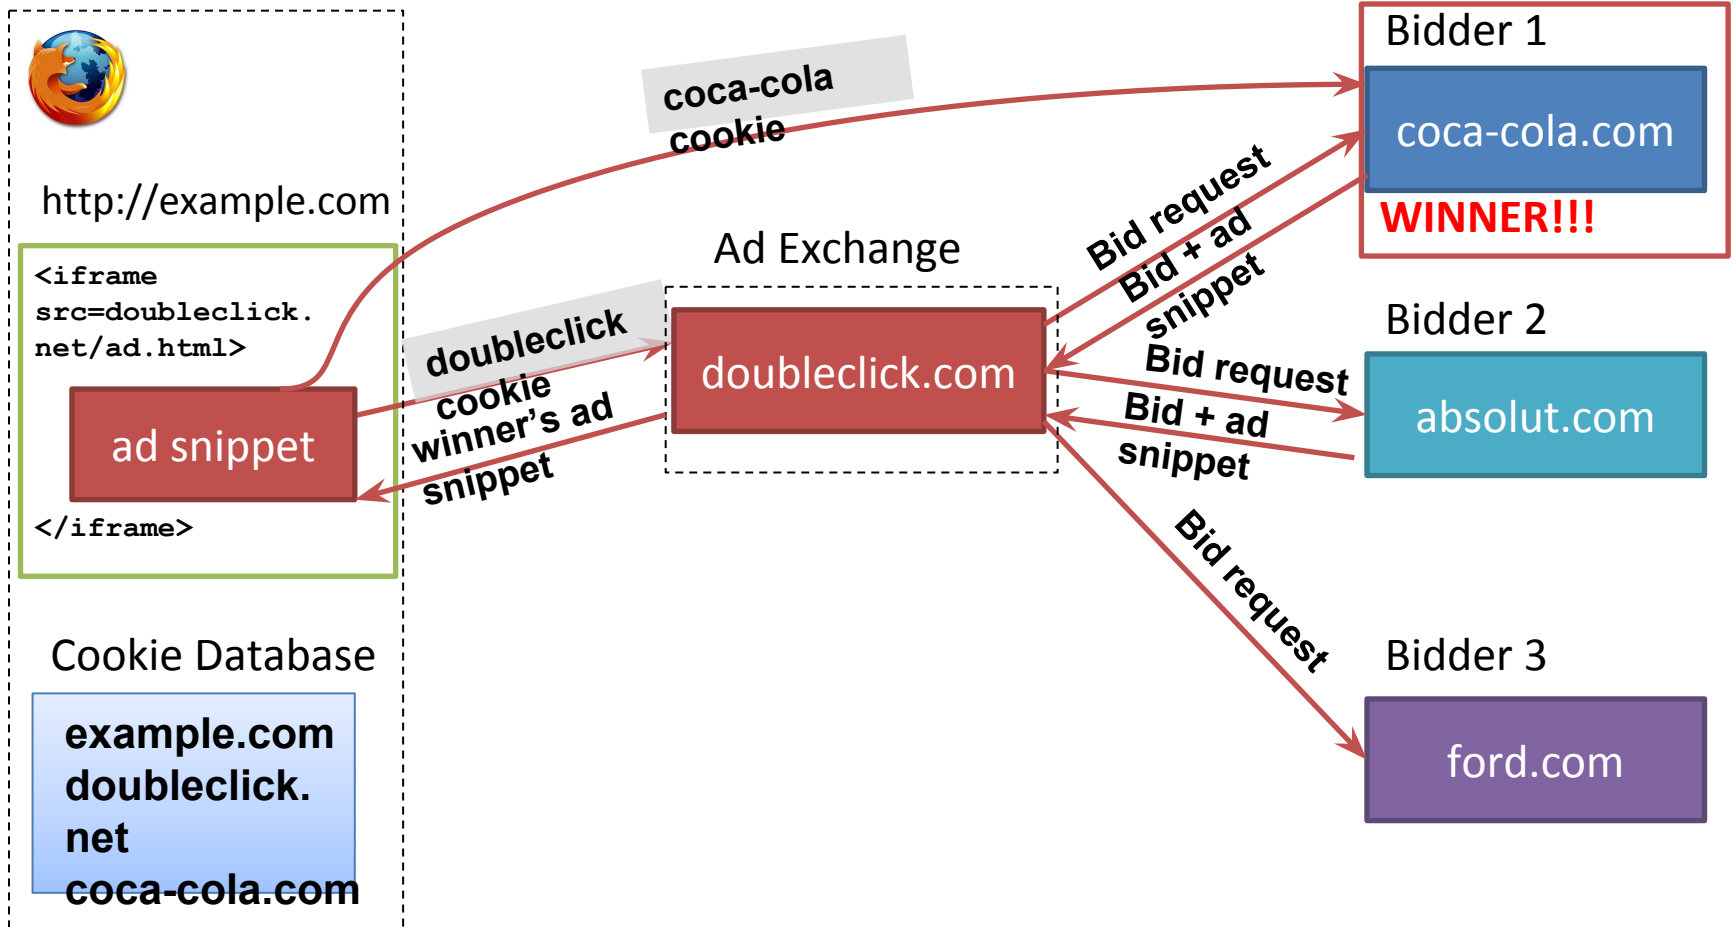 http://example.com
<iframe
src=doubleclick.
net/ad.html>
ad snippet
</iframe>
Cookie Database
example.com
doubleclick.
net
coca-cola.com
coca-cola
cookie
doubleclick
cookie
winner's ad
snippet
Ad Exchange
doubleclick.com
Bid request
Bid + ad
snippet
Bid request
Bid + ad
snippet
Bid request
Bidder 1
coca-cola.com
WINNER!!!
Bidder 2
absolut.com
Bidder 3
ford.com